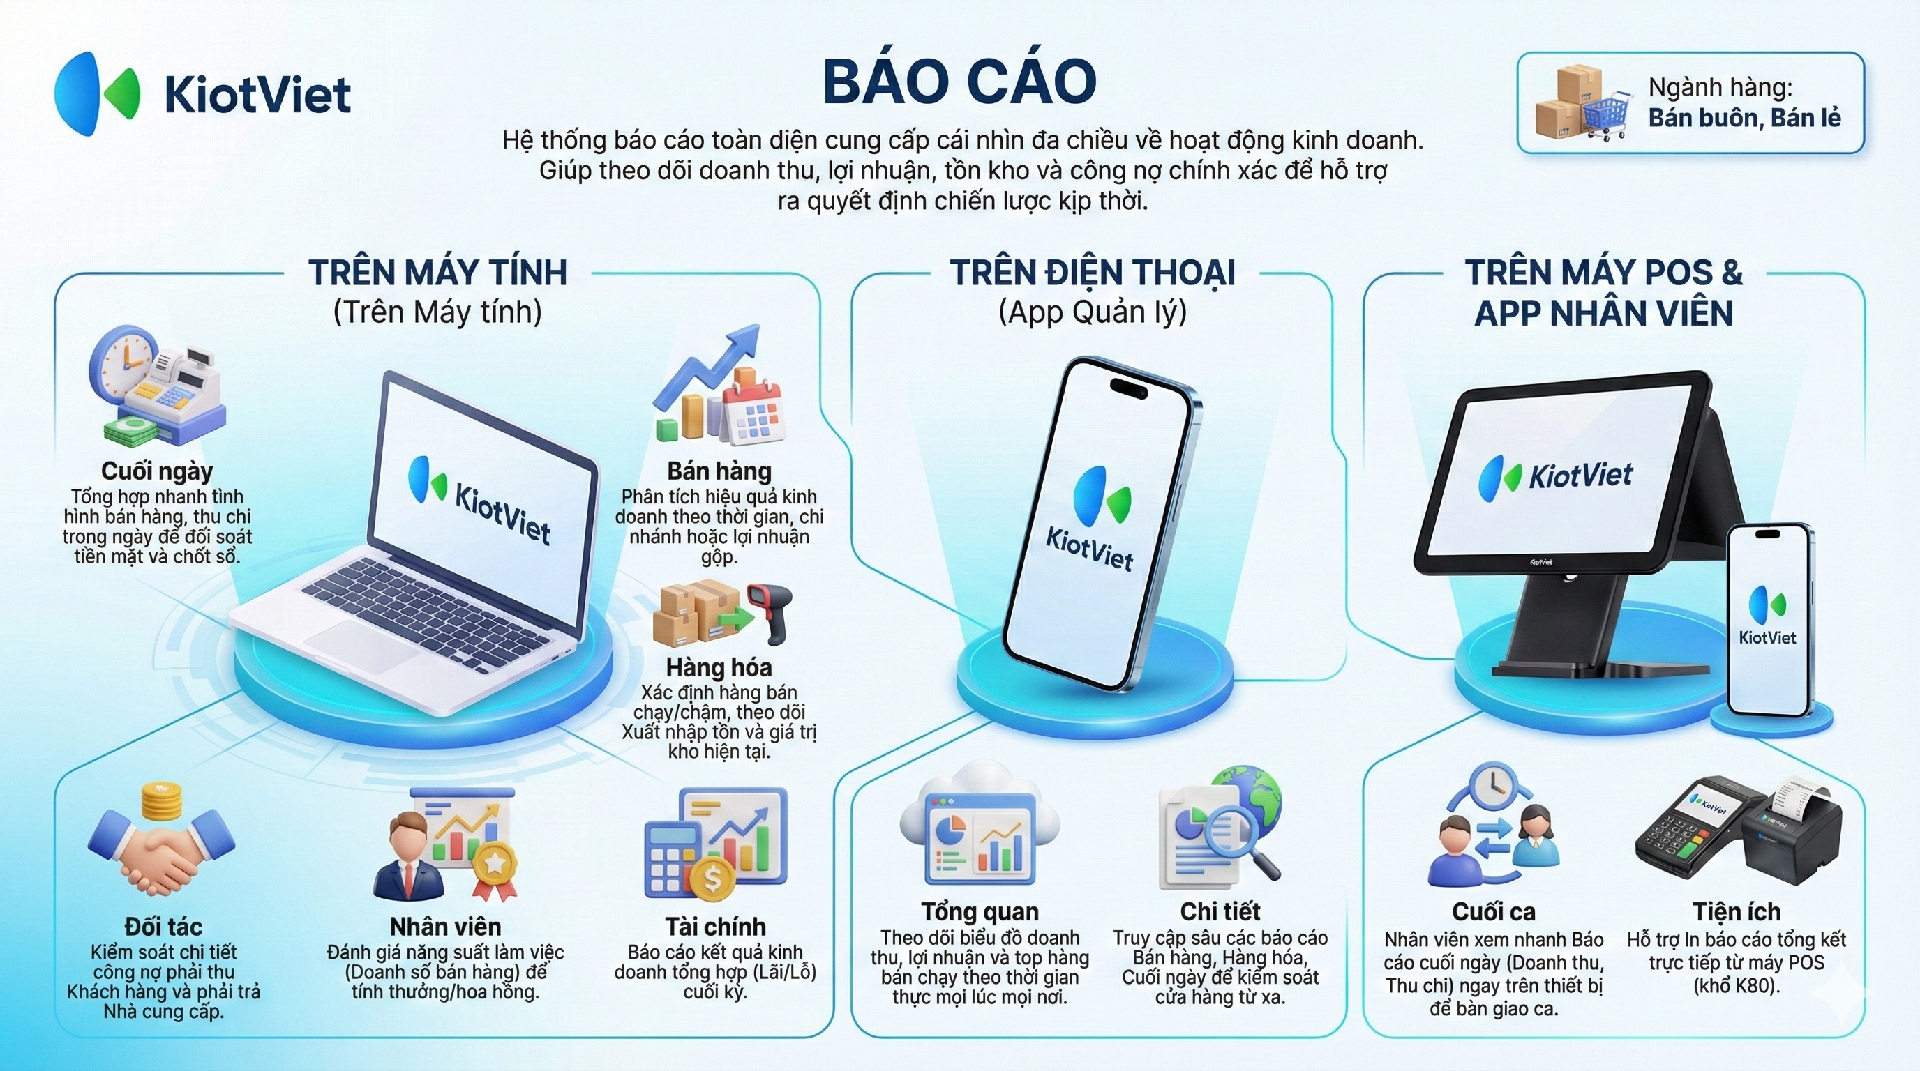 KiotViet
BÁO CÁO
Hệ thống báo cáo toàn diện cung cấp cái nhìn đa chiều về hoạt động kinh doanh.
Giúp theo dõi doanh thu, lợi nhuận, tồn kho và công nợ chính xác để hỗ trợ
ra quyết định chiến lược kịp thời.
Ngành hàng:
Bán buôn, Bán lẻ
TRÊN MÁY TÍNH
(Trên Máy tính)
Cuối ngày
Tổng hợp nhanh tình
hình bán hàng, thu chi
trong ngày để đối soát
tiền mặt và chốt sổ.
KiotViet
Bán hàng
Phân tích hiệu quả kinh
doanh theo thời gian, chi
nhánh hoặc lợi nhuận
gộp.
Hàng hóa
Xác định hàng bán
chạy/chậm, theo dõi
Xuất nhập tồn và giá trị
kho hiện tại.
Đối tác
Kiểm soát chi tiết
công nợ phải thu
Khách hàng và phải trả
Nhà cung cấp.
Nhân viên
Đánh giá năng suất làm việc
(Doanh số bán hàng) để
tính thưởng/hoa hồng.
Tài chính
Báo cáo kết quả kinh
doanh tổng hợp (Lãi/Lỗ)
cuối kỳ.
TRÊN ĐIỆN THOẠI
(App Quản lý)
KiotViet
Tổng quan
Theo dõi biểu đồ doanh
thu, lợi nhuận và top hàng
bán chạy theo thời gian
thực mọi lúc mọi nơi.
Chi tiết
Truy cập sâu các báo cáo
Bán hàng, Hàng hóa,
Cuối ngày để kiểm soát
cửa hàng từ xa.
TRÊN MÁY POS &
APP NHÂN VIÊN
KiotViet
KiotViet
KiotViet
Cuối ca
Nhân viên xem nhanh Báo
cáo cuối ngày (Doanh thu,
Thu chi) ngay trên thiết bị
để bàn giao ca.
KiotViet
Tiện ích
Hỗ trợ In báo cáo tổng kết
trực tiếp từ máy POS
(khổ K80).